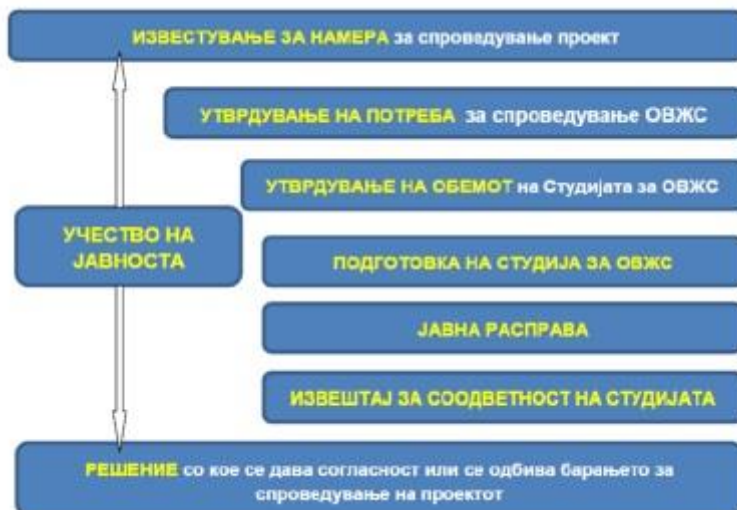 ИЗВЕСТУВАЊЕ ЗА НАМЕРА за спроведување проект
УТВРДУВАЊЕ НА ПОТРЕБА за спроведување ОВЖС
УТВРДУВАЊЕ НА ОБЕМОТ на Студијата за ОВЖС
УЧЕСТВО НА
ЈАВНОСТА
ПОДГОТОВКА НА СТУДИЈА ЗА ОВЖС
ЈАВНА РАСПРАВА
ИЗВЕШТАЈ ЗА СООДВЕТНОСТ НА СТУДИЈАТА
РЕШЕНИЕ со кое се дава согласност или се одбива барањето за
спроведување на проектот